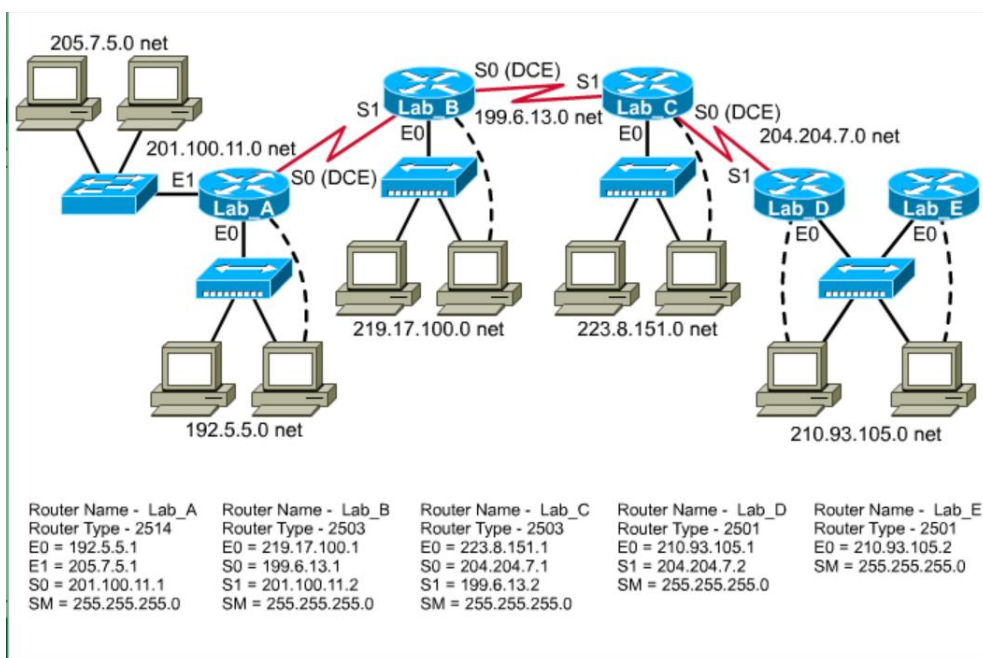 205.7.5.0 net
S0 (DCE)
S1
Lab_B
Lab_C
S1
199.6.13.0 net
S0 (DCE)
E0
E0
204.204.7.0 net
201.100.11.0 net
E1
S0 (DCE)
S1
Lab_A
Lab_D
Lab_E
E0
E0
E0
219.17.100.0 net
223.8.151.0 net
192.5.5.0 net
210.93.105.0 net
Router Name - Lab_A
Router Type - 2514
E0 = 192.5.5.1
E1 = 205.7.5.1
S0 = 201.100.11.1
SM = 255.255.255.0
Router Name - Lab_B
Router Type - 2503
E0 = 219.17.100.1
S0 = 199.6.13.1
S1 = 201.100.11.2
SM = 255.255.255.0
Router Name - Lab_C
Router Type - 2503
E0 = 223.8.151.1
S0 = 204.204.7.1
S1 = 199.6.13.2
SM = 255.255.255.0
Router Name - Lab_D
Router Type - 2501
E0 = 210.93.105.1
S1 = 204.204.7.2
SM = 255.255.255.0
Router Name - Lab_E
Router Type - 2501
E0 = 210.93.105.2
SM = 255.255.255.0